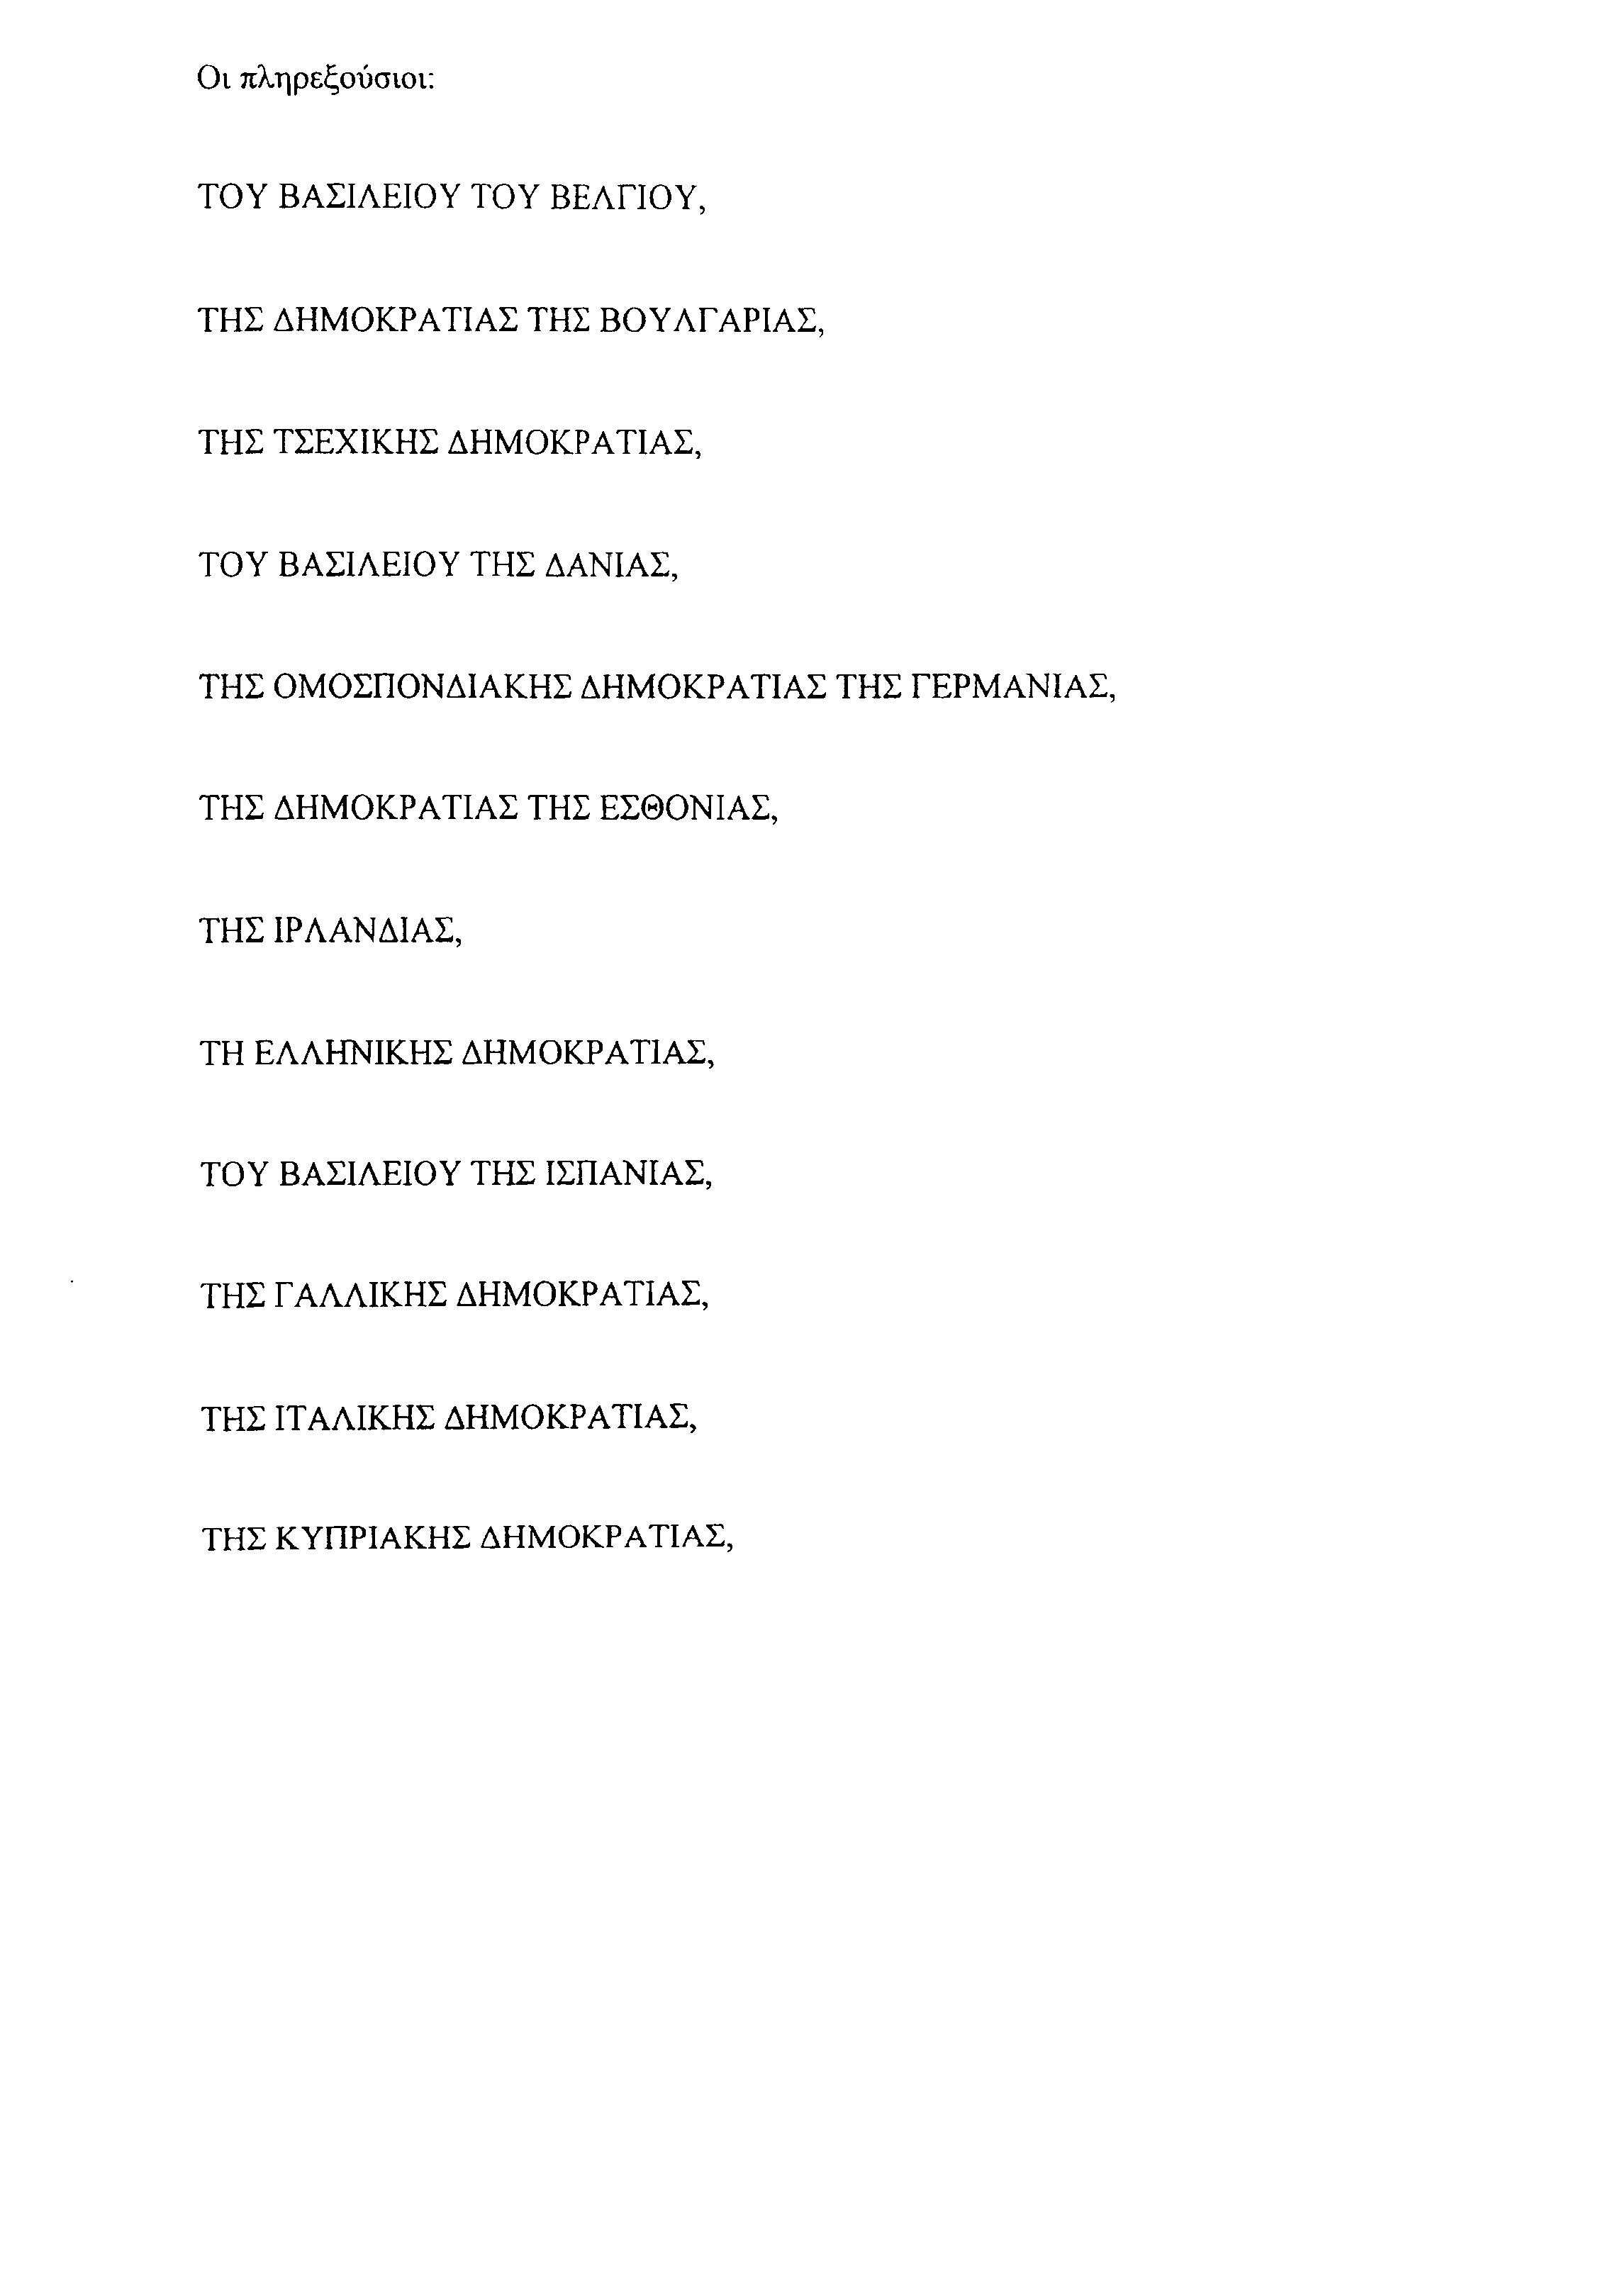 Οι πληρεξούσιοι:
ΤΟΥ ΒΑΣΙΛΕΙΟΥ ΤΟΥ ΒΕΛΓΙΟΥ,
ΤΗΣ ΔΗΜΟΚΡΑΤΙΑΣ ΤΗΣ ΒΟΥΛΓΑΡΙΑΣ,
ΤΗΣ ΤΣΕΧΙΚΗΣ ΔΗΜΟΚΡΑΤΙΑΣ,
ΤΟΥ ΒΑΣΙΛΕΙΟΥ ΤΗΣ ΔΑΝΙΑΣ,
ΤΗΣ ΟΜΟΣΠΟΝΔΙΑΚΗΣ ΔΗΜΟΚΡΑΤΙΑΣ ΤΗΣ ΓΕΡΜΑΝΙΑΣ,
ΤΗΣ ΔΗΜΟΚΡΑΤΙΑΣ ΤΗΣ ΕΣΘΟΝΙΑΣ,
ΤΗΣ ΙΡΛΑΝΔΙΑΣ,
ΤΗ ΕΛΛΗΝΙΚΗΣ ΔΗΜΟΚΡΑΤΙΑΣ,
ΤΟΥ ΒΑΣΙΛΕΙΟΥ ΤΗΣ ΙΣΠΑΝΙΑΣ,
ΤΗΣ ΓΑΛΛΙΚΗΣ ΔΗΜΟΚΡΑΤΙΑΣ,
ΤΗΣ ΙΤΑΛΙΚΗΣ ΔΗΜΟΚΡΑΤΙΑΣ,
ΤΗΣ ΚΥΠΡΙΑΚΗΣ ΔΗΜΟΚΡΑΤΙΑΣ,